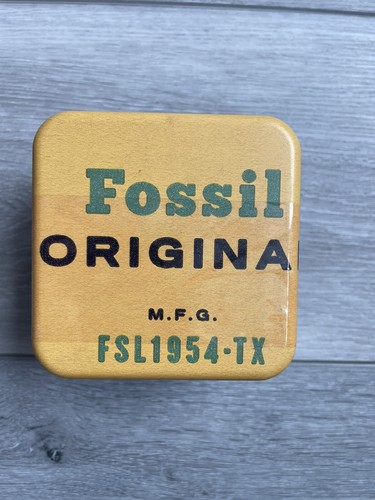 Fossil
ORIGINA
M.F.G.
FSL1954-TX